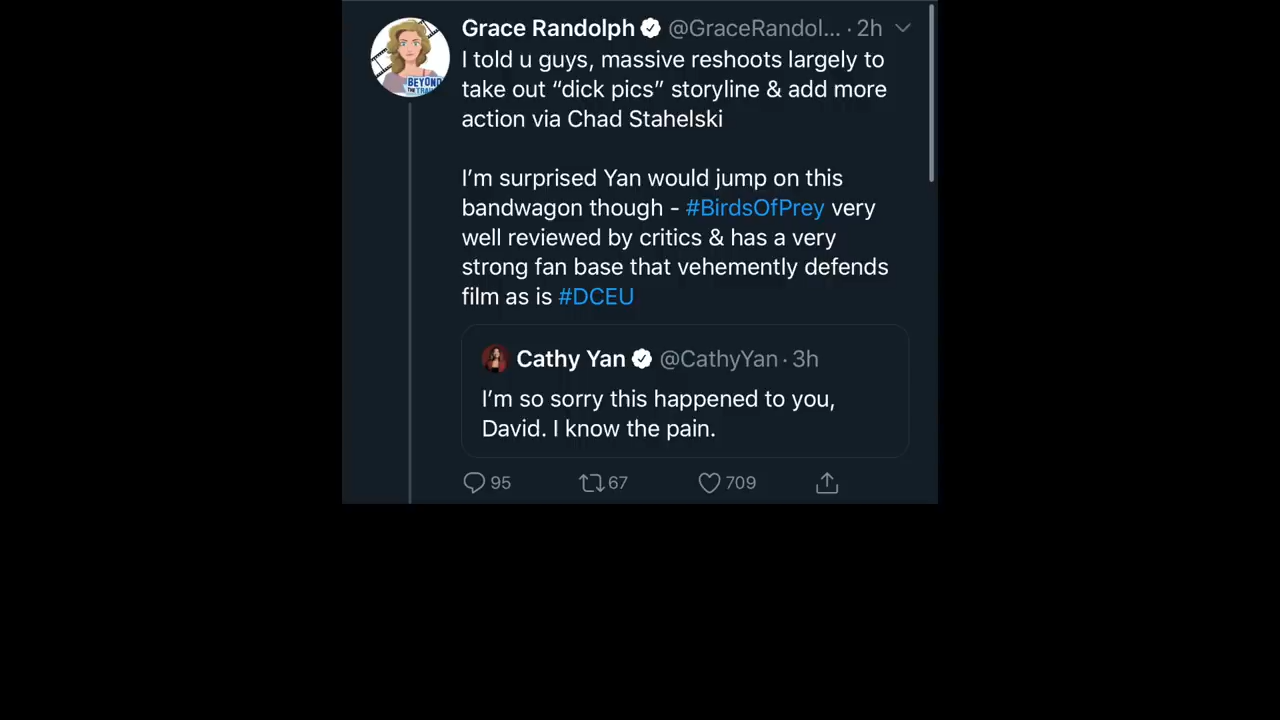 Grace Randolph @GraceRandol... · 2h
I told u guys, massive reshoots largely to
take out “dick pics” storyline & add more
action via Chad Stahelski
I’m surprised Yan would jump on this
bandwagon though - #BirdsOfPrey very
well reviewed by critics & has a very
strong fan base that vehemently defends
film as is #DCEU
Cathy Yan @CathyYan · 3h
I’m so sorry this happened to you,
David. I know the pain.
95 67 709
BEYOND
THE TRAI